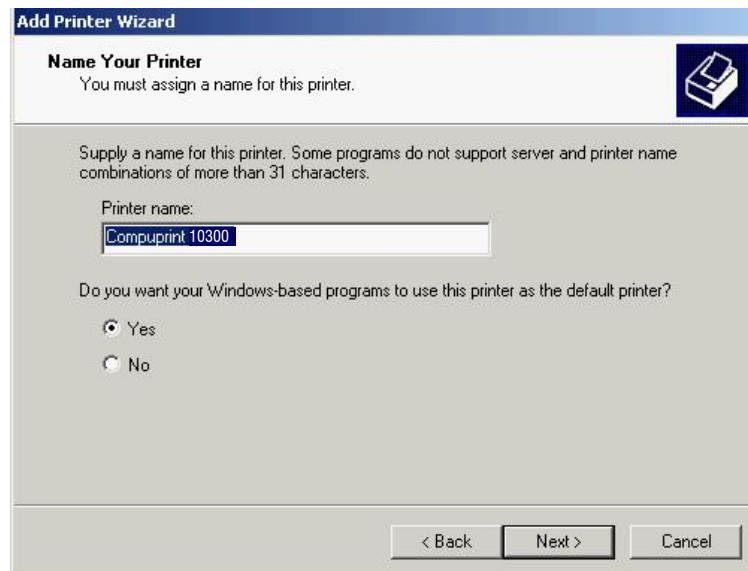 Add Printer Wizard
Name Your Printer
You must assign a name for this printer.
Supply a name for this printer. Some programs do not support server and printer name
combinations of more than 31 characters.
Printer name:
Compuprint 10300
Do you want your Windows-based programs to use this printer as the default printer?
Yes
No
< Back
Next >
Cancel